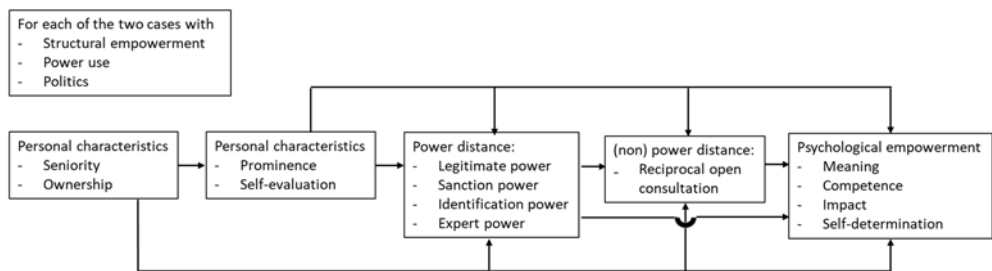 For each of the two cases with
- Structural empowerment
- Power use
- Politics
Personal characteristics
- Seniority
- Ownership
Personal characteristics
- Prominence
- Self-evaluation
Power distance:
- Legitimate power
- Sanction power
- Identification power
- Expert power
(non) power distance:
- Reciprocal open
consultation
Psychological empowerment
- Meaning
- Competence
- Impact
- Self-determination